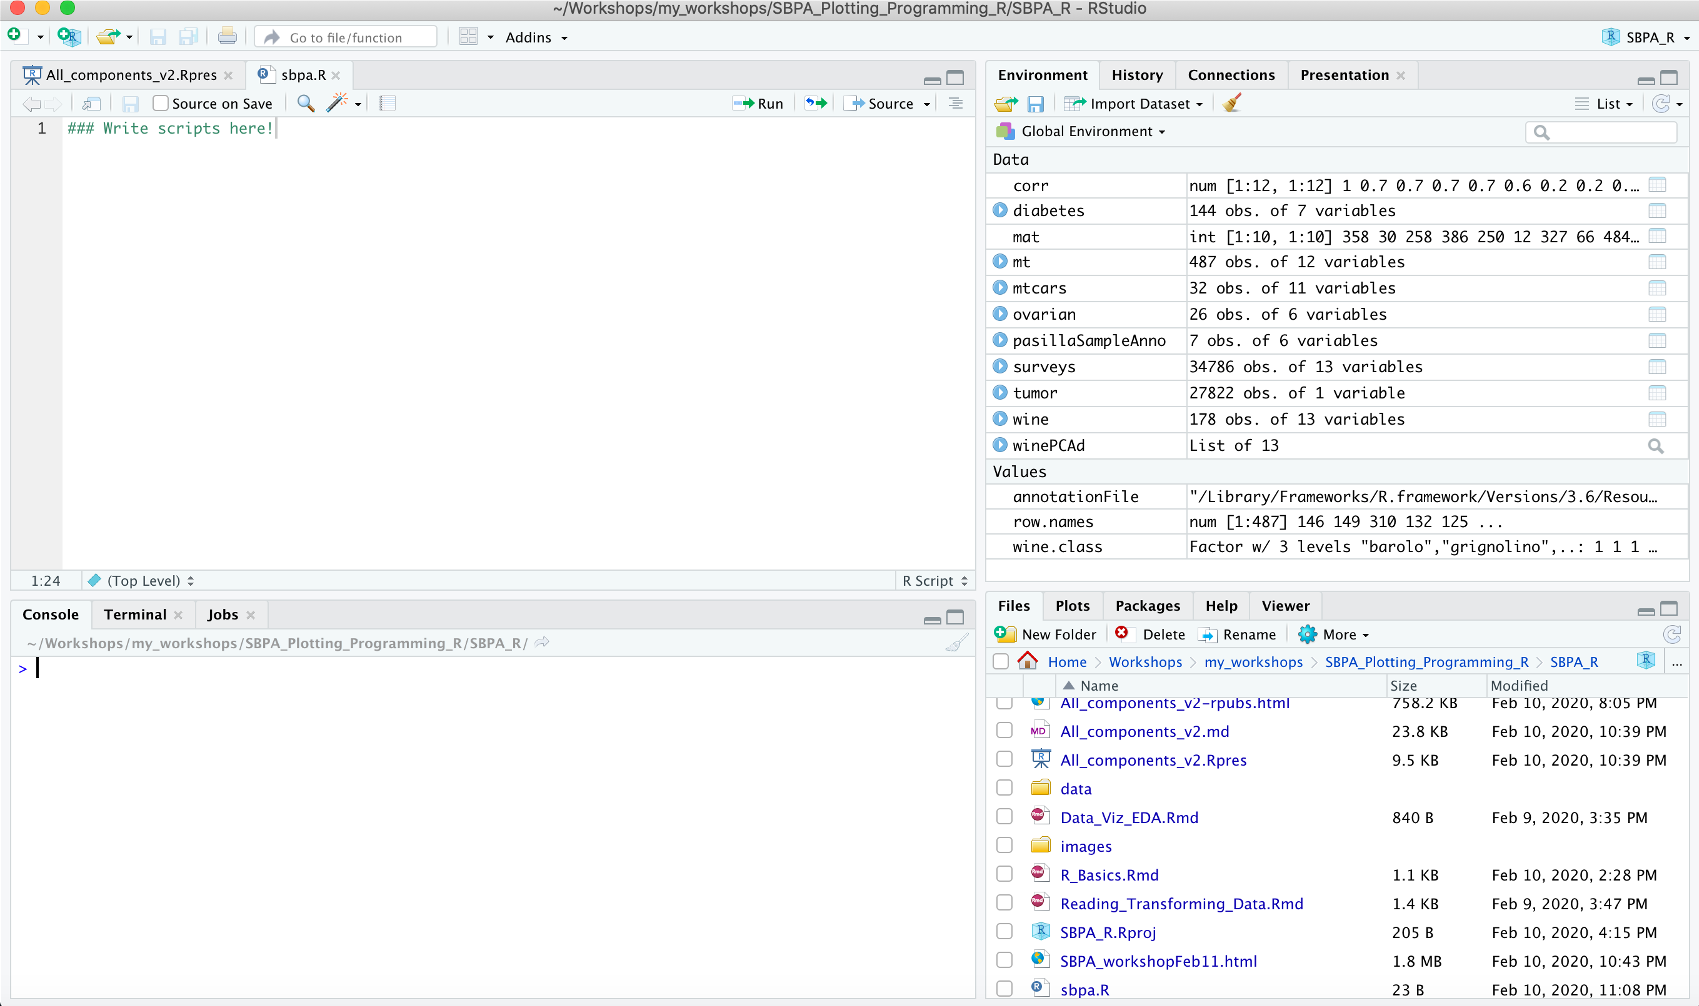 ~/Workshops/my_workshops/SBPA_Plotting_Programming_R/SBPA_R - RStudio
Go to file/function
Addins
SBPA_R
All_components_v2.Rpres
sbpa.R
Source on Save
Run
Source
1 ### Write scripts here!
1:24 (Top Level) R Script
Console Terminal Jobs
~/Workshops/my_workshops/SBPA_Plotting_Programming_R/SBPA_R/
>
Environment History Connections Presentation
Import Dataset List
Global Environment
Data
corr num [1:12, 1:12] 1 0.7 0.7 0.7 0.7 0.6 0.2 0.2 0.…
diabetes 144 obs. of 7 variables
mat int [1:10, 1:10] 358 30 258 386 250 12 327 66 484…
mt 487 obs. of 12 variables
mtcars 32 obs. of 11 variables
ovarian 26 obs. of 6 variables
pasillaSampleAnno 7 obs. of 6 variables
surveys 34786 obs. of 13 variables
tumor 27822 obs. of 1 variable
wine 178 obs. of 13 variables
winePCAd List of 13
Values
annotationFile "/Library/Frameworks/R.framework/Versions/3.6/Resou…
row.names num [1:487] 146 149 310 132 125 ...
wine.class Factor w/ 3 levels "barolo","grignolino",..: 1 1 1 …
Files Plots Packages Help Viewer
New Folder Delete Rename More
Home Workshops my_workshops SBPA_Plotting_Programming_R SBPA_R ...
Name Size Modified
All_components_v2-rpubs.html 758.2 KB Feb 10, 2020, 8:05 PM
MD All_components_v2.md 23.8 KB Feb 10, 2020, 10:39 PM
All_components_v2.Rpres 9.5 KB Feb 10, 2020, 10:39 PM
data
Data_Viz_EDA.Rmd 840 B Feb 9, 2020, 3:35 PM
images
R_Basics.Rmd 1.1 KB Feb 10, 2020, 2:28 PM
Reading_Transforming_Data.Rmd 1.4 KB Feb 9, 2020, 3:47 PM
SBPA_R.Rproj 205 B Feb 10, 2020, 4:15 PM
SBPA_workshopFeb11.html 1.8 MB Feb 10, 2020, 10:43 PM
sbpa.R 23 B Feb 10, 2020, 11:08 PM